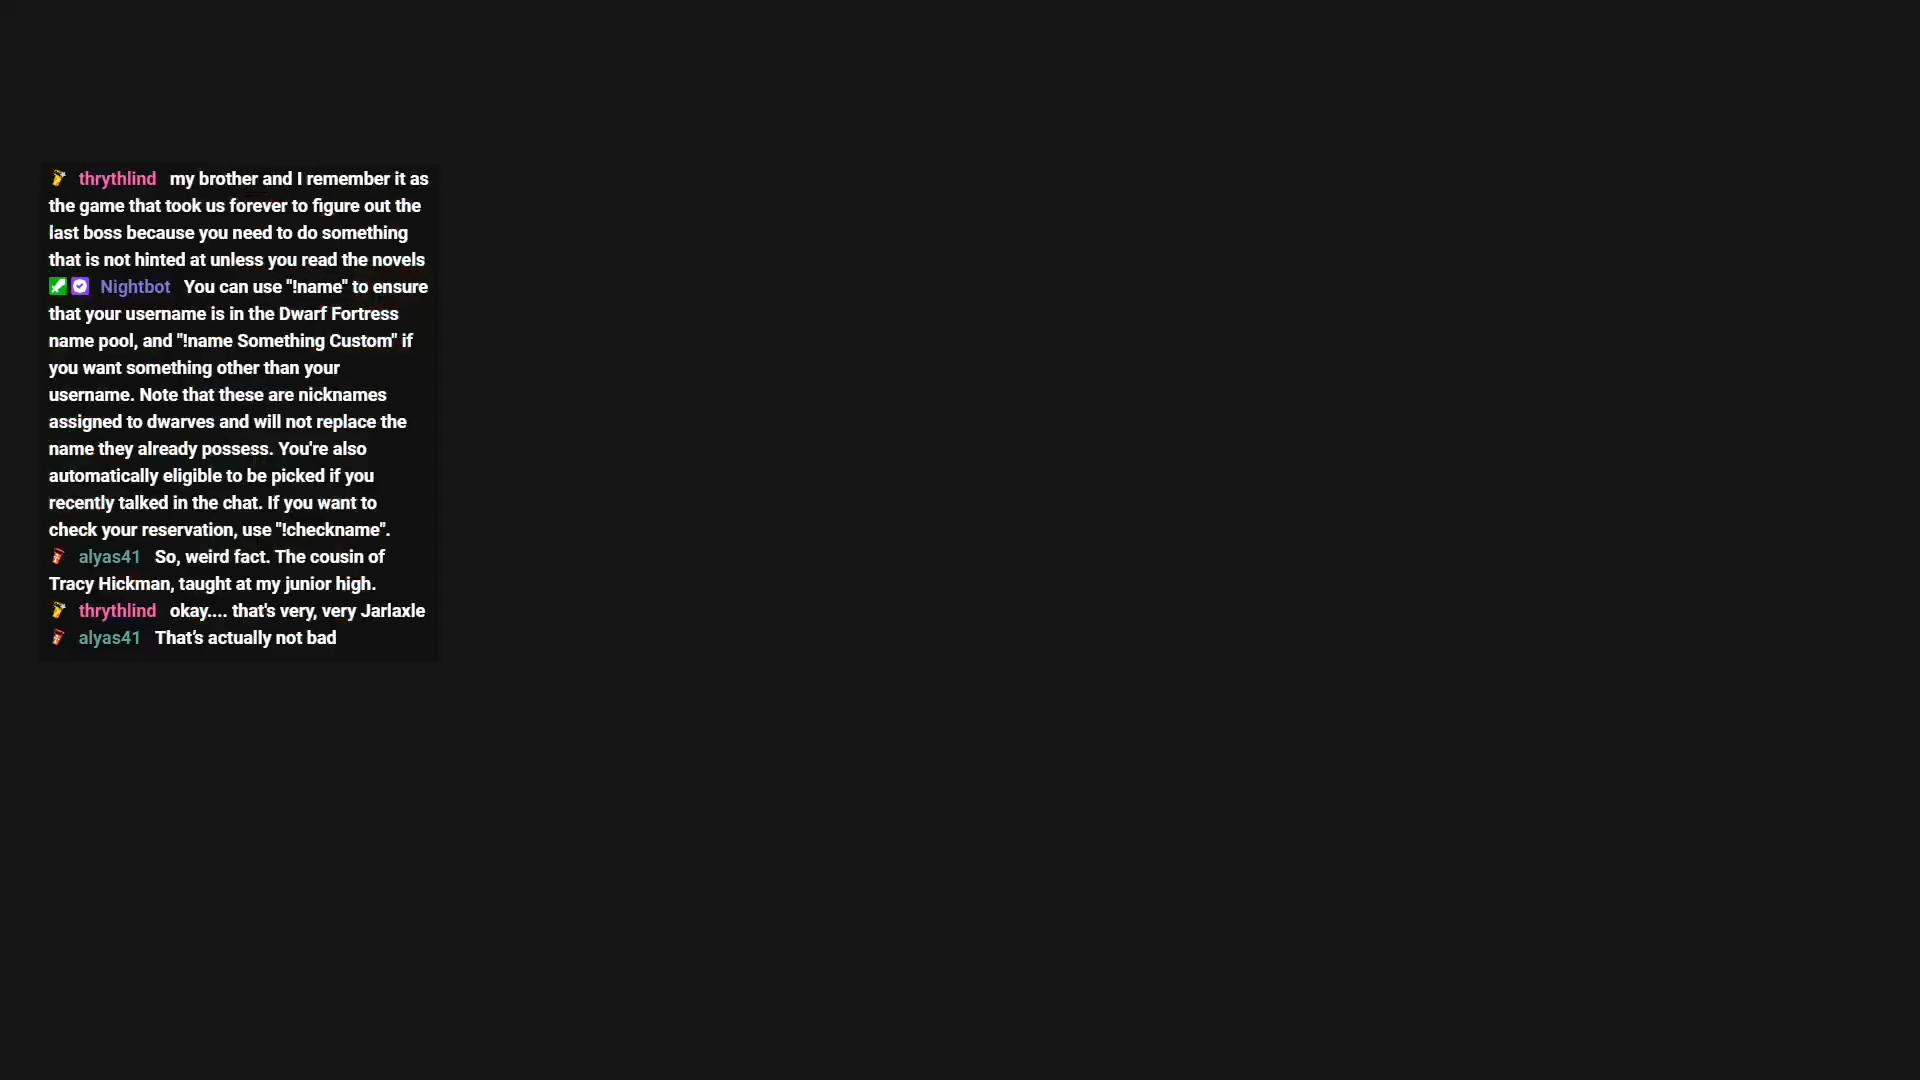 thrythlind my brother and I remember it as
the game that took us forever to figure out the
last boss because you need to do something
that is not hinted at unless you read the novels
Nightbot You can use "!name" to ensure
that your username is in the Dwarf Fortress
name pool, and "!name Something Custom" if
you want something other than your
username. Note that these are nicknames
assigned to dwarves and will not replace the
name they already possess. You're also
automatically eligible to be picked if you
recently talked in the chat. If you want to
check your reservation, use "!checkname".
alyas41 So, weird fact. The cousin of
Tracy Hickman, taught at my junior high.
thrythlind okay.... that's very, very Jarlaxle
alyas41 That’s actually not bad